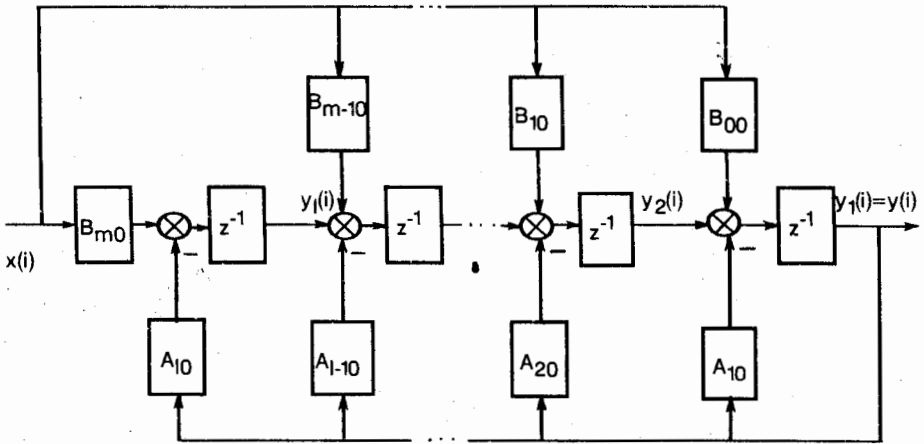 ...
B_{m-10} B_{10} B_{00}
B_{m0} z^{-1} y_l(i) z^{-1} ... z^{-1} y_2(i) z^{-1} y_1(i)=y(i)
x(i) − − − −
A_{l0} A_{l-10} A_{20} A_{10}
...